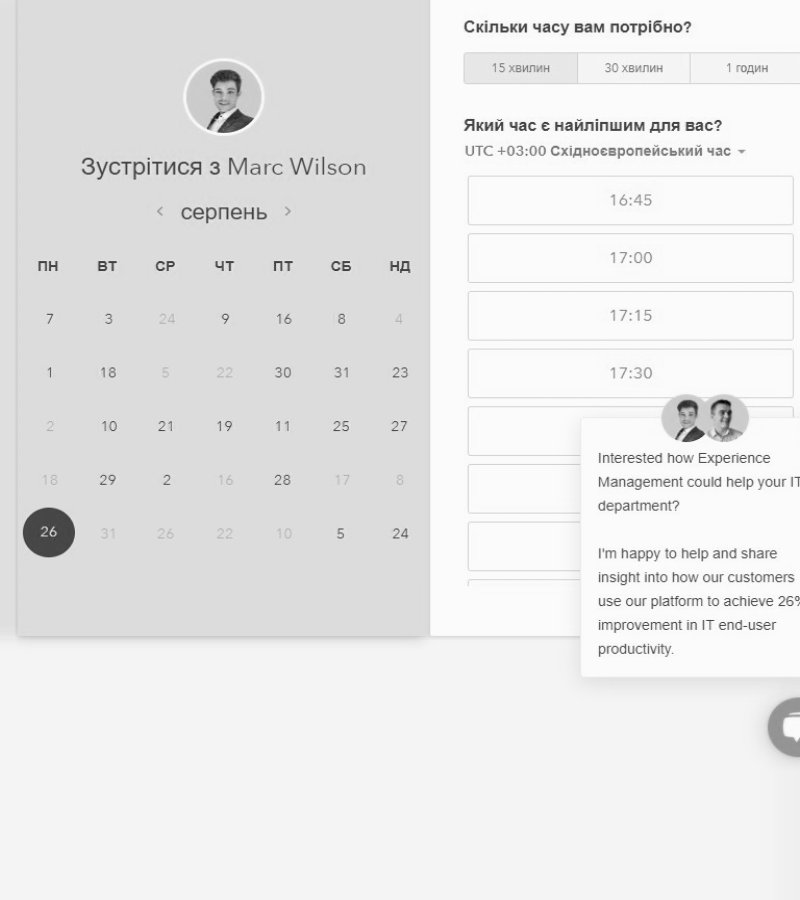 Зустрітися з Marc Wilson
серпень
ПН ВТ СР ЧТ ПТ СБ НД
7 3 24 9 16 8 4
1 18 5 22 30 31 23
2 10 21 19 11 25 27
18 29 2 16 28 17 8
26 31 26 22 10 5 24
Скільки часу вам потрібно?
15 хвилин 30 хвилин 1 годин
Який час є найліпшим для вас?
UTC +03:00 Східноєвропейський час
16:45
17:00
17:15
17:30
Interested how Experience
Management could help your IT
department?
I'm happy to help and share
insight into how our customers
use our platform to achieve 26%
improvement in IT end-user
productivity.